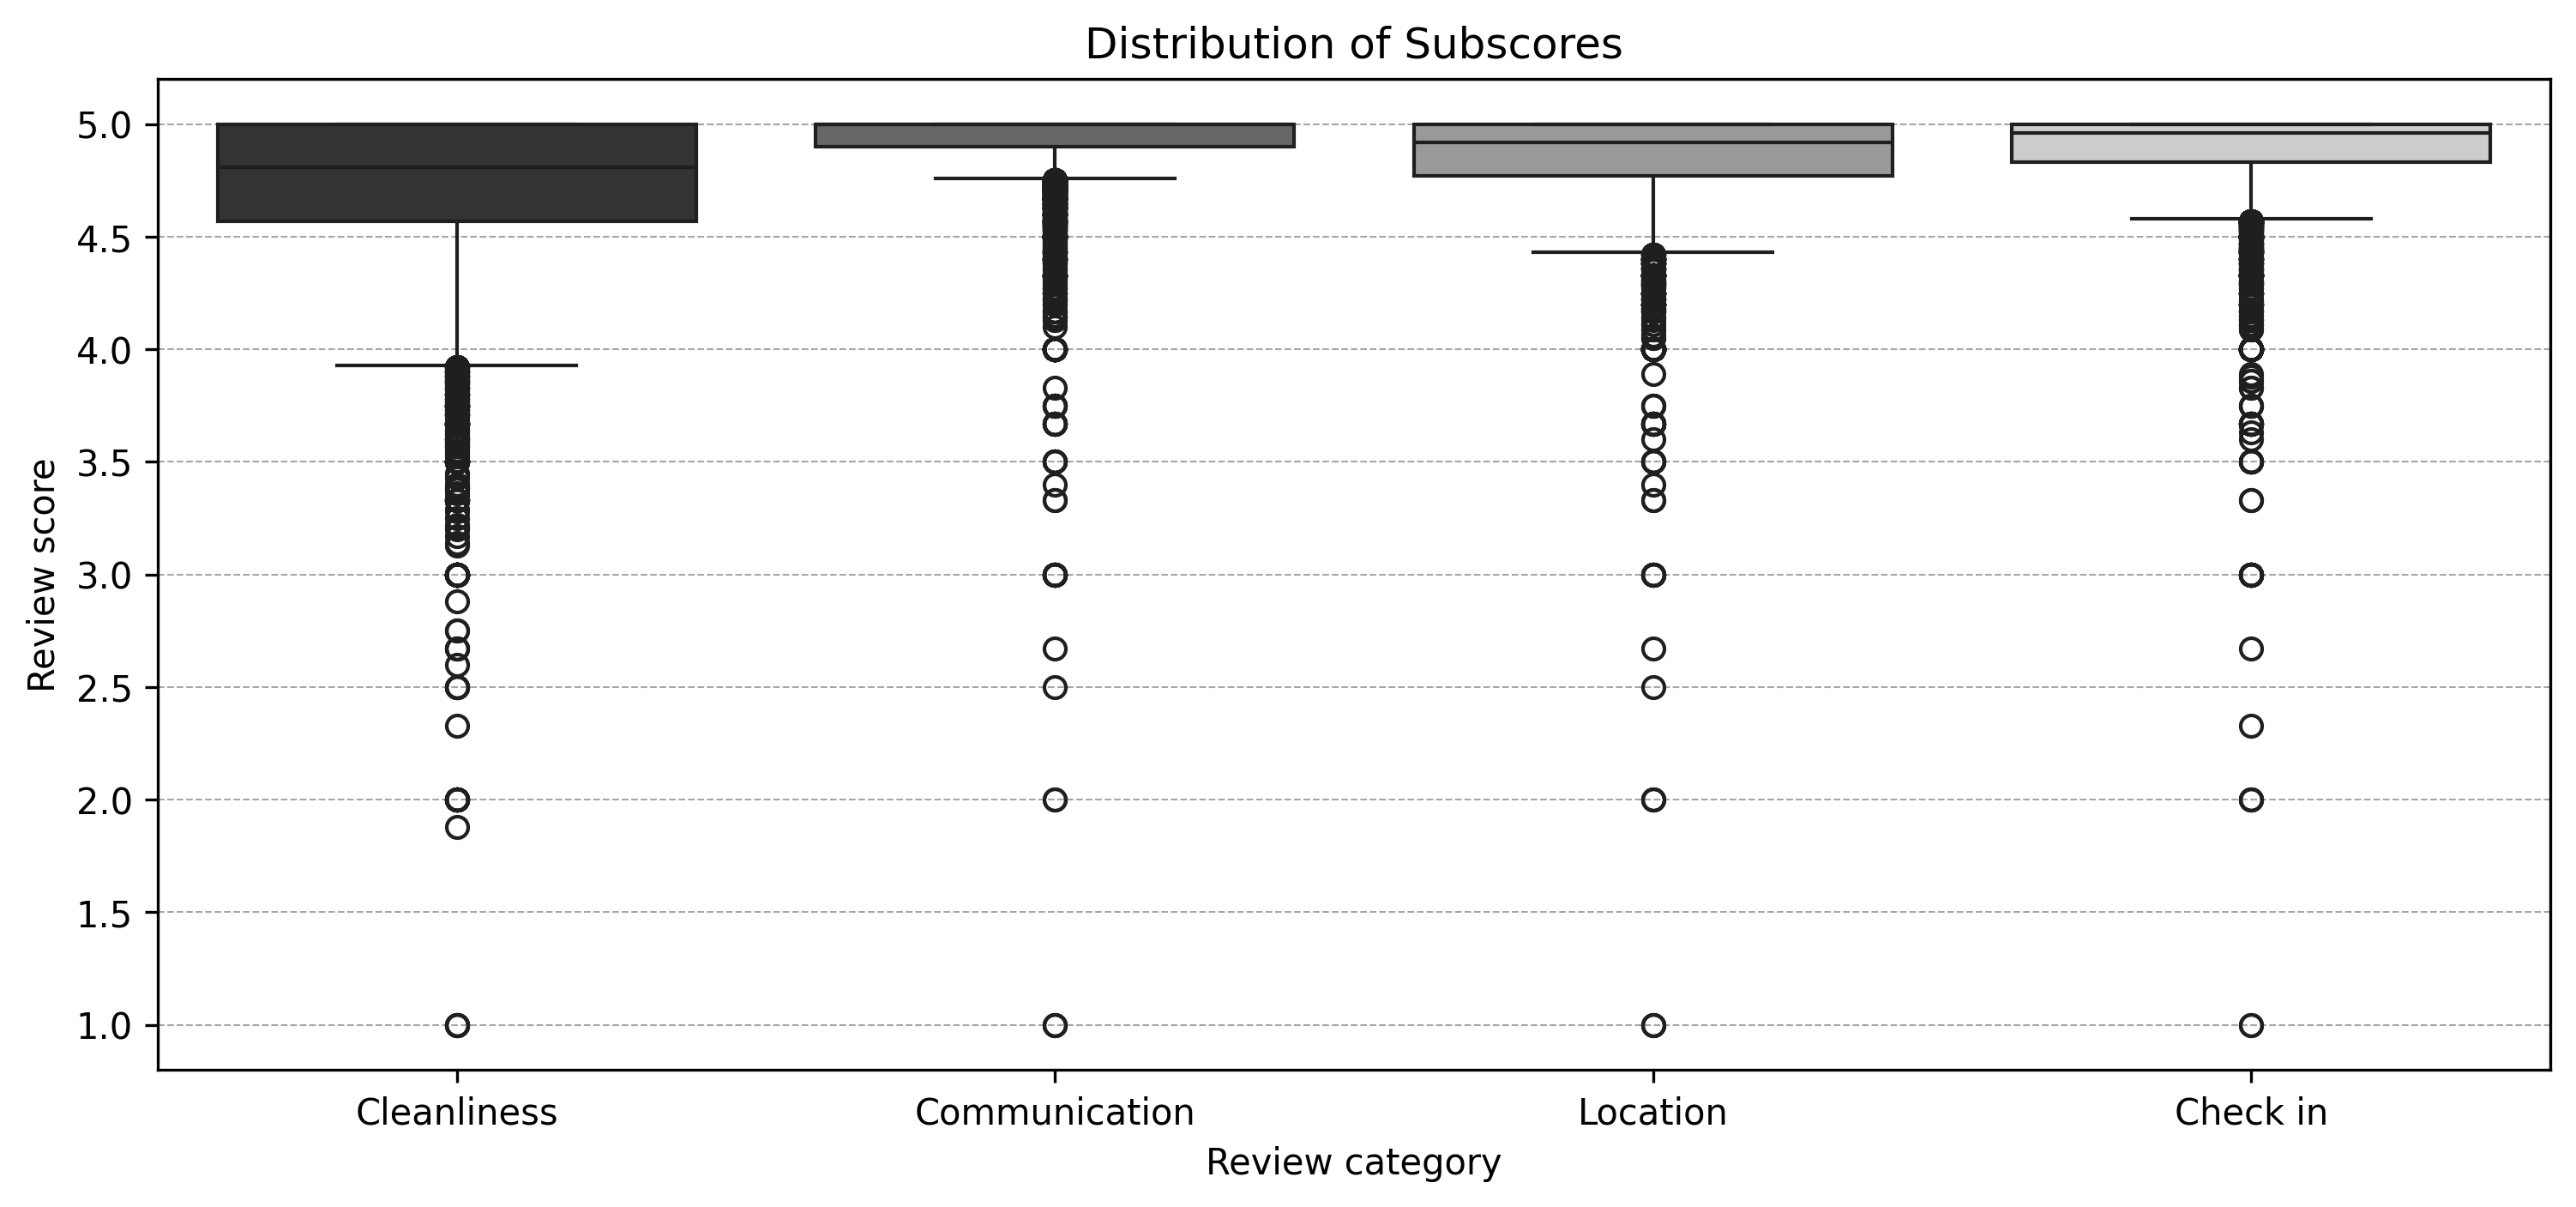 Distribution of Subscores
Review score
5.0
4.5
4.0
3.5
3.0
2.5
2.0
1.5
1.0
Cleanliness Communication Location Check in
Review category